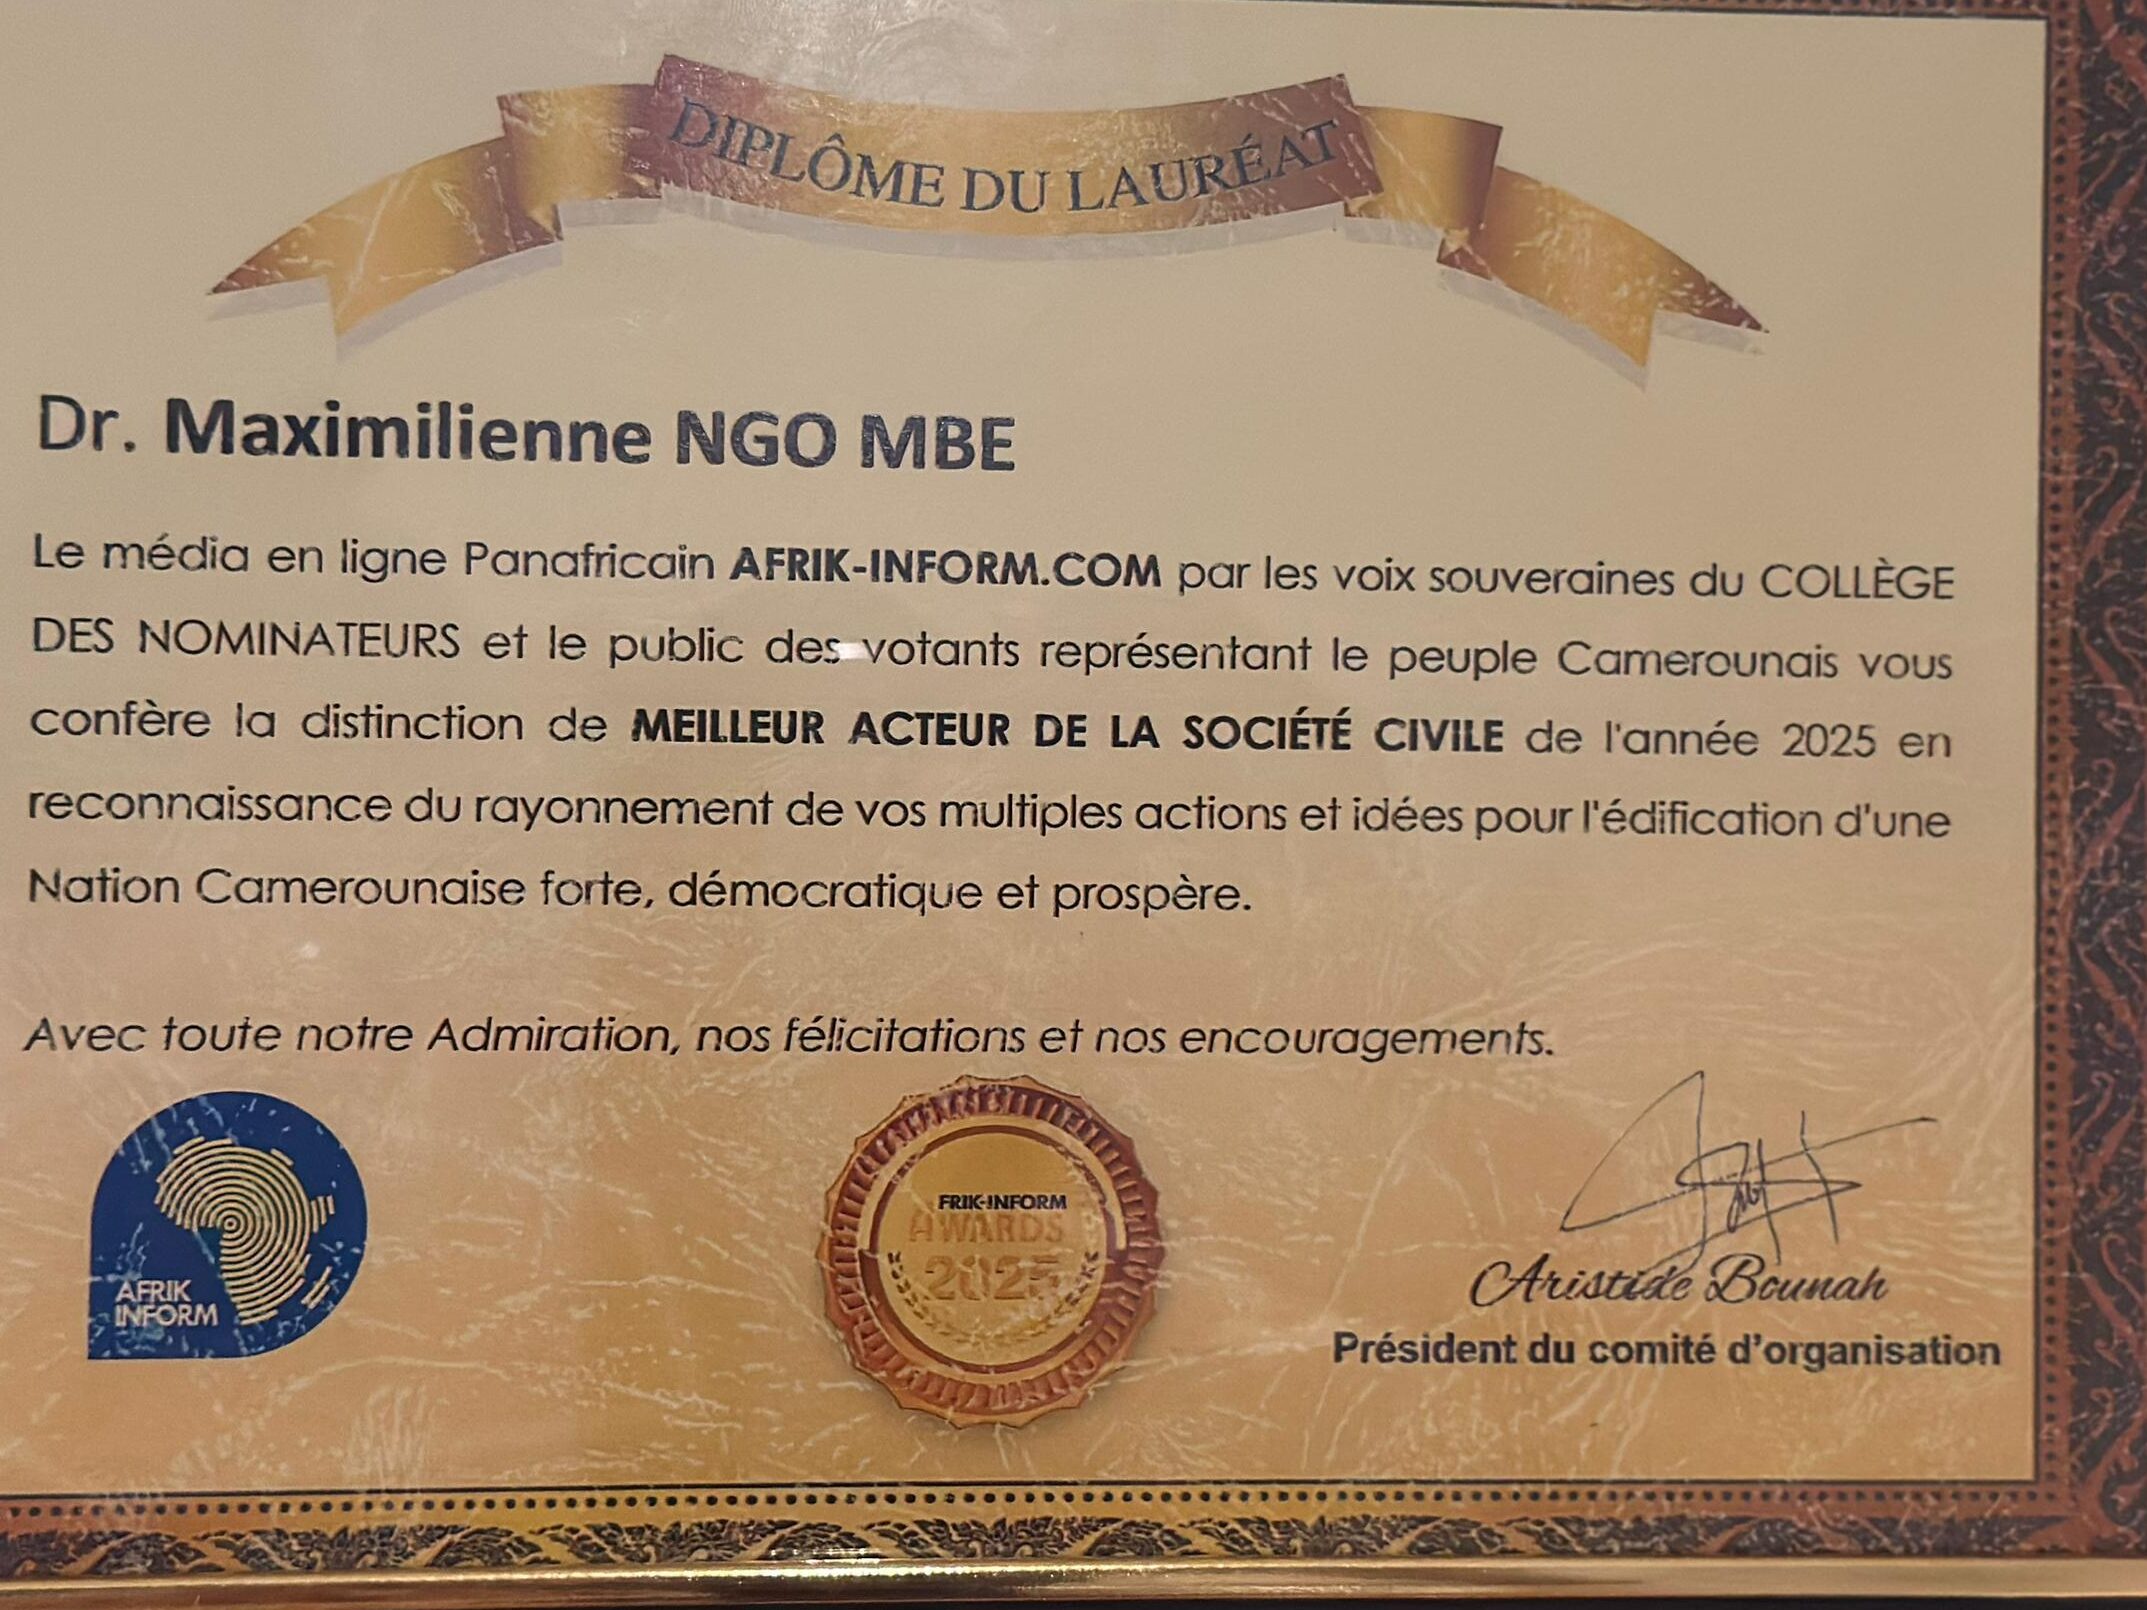 DIPLÔME DU LAURÉAT
Dr. Maximilienne NGO MBE
Le média en ligne Panafricain AFRIK-INFORM.COM par les voix souveraines du COLLÈGE
DES NOMINATEURS et le public des votants représentant le peuple Camerounais vous
confère la distinction de MEILLEUR ACTEUR DE LA SOCIÉTÉ CIVILE de l'année 2025 en
reconnaissance du rayonnement de vos multiples actions et idées pour l'édification d'une
Nation Camerounaise forte, démocratique et prospère.
Avec toute notre Admiration, nos félicitations et nos encouragements.
AFRIK
INFORM
FRIK-INFORM
AWARDS
2025
Aristide Bounah
Président du comité d'organisation